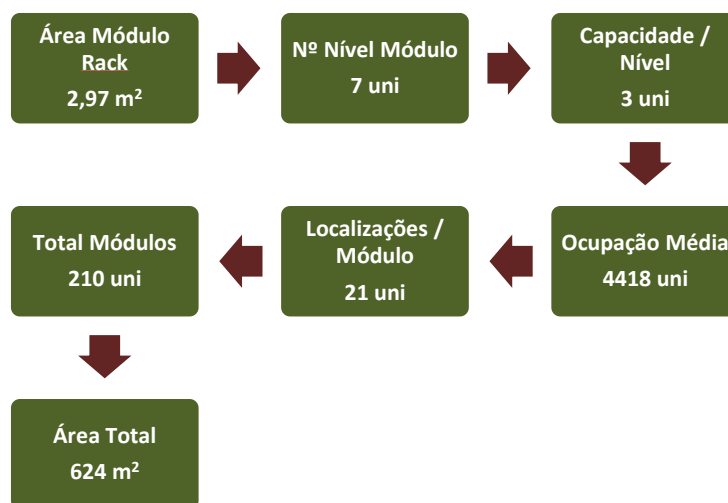 Área Módulo
Rack
2,97 m²
Nº Nível Módulo
7 uni
Capacidade /
Nível
3 uni
Ocupação Média
4418 uni
Localizações /
Módulo
21 uni
Total Módulos
210 uni
Área Total
624 m²